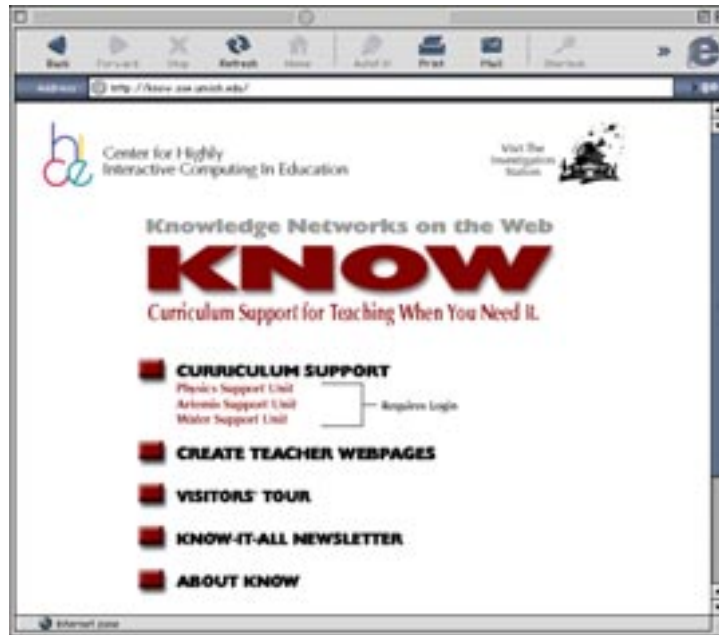 Back Forward Stop Refresh Home AutoFill Print Mail
Address http://know.soe.umich.edu/
hice
Center for Highly
Interactive Computing In Education
Visit The
Investigation
Station
Knowledge Networks on the Web
KNOW
Curriculum Support for Teaching When You Need It.
CURRICULUM SUPPORT
Physics Support Unit
Artemis Support Unit
Water Support Unit
Requires Login
CREATE TEACHER WEBPAGES
VISITORS' TOUR
KNOW-IT-ALL NEWSLETTER
ABOUT KNOW
Internet zone